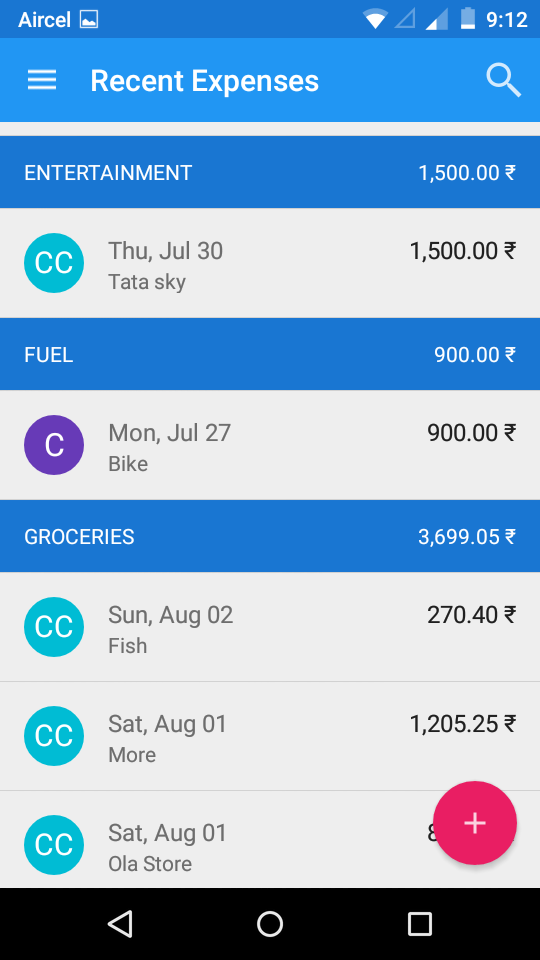 Aircel 9:12
Recent Expenses
ENTERTAINMENT 1,500.00 ₹
CC Thu, Jul 30 1,500.00 ₹
Tata sky
FUEL 900.00 ₹
C Mon, Jul 27 900.00 ₹
Bike
GROCERIES 3,699.05 ₹
CC Sun, Aug 02 270.40 ₹
Fish
CC Sat, Aug 01 1,205.25 ₹
More
CC Sat, Aug 01
Ola Store